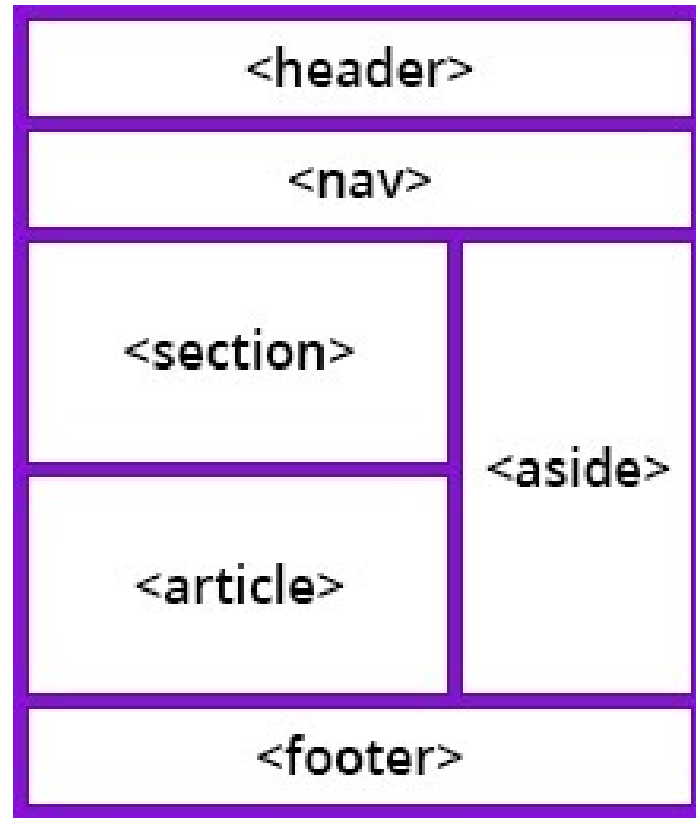 <header>
<nav>
<section>
<aside>
<article>
<footer>